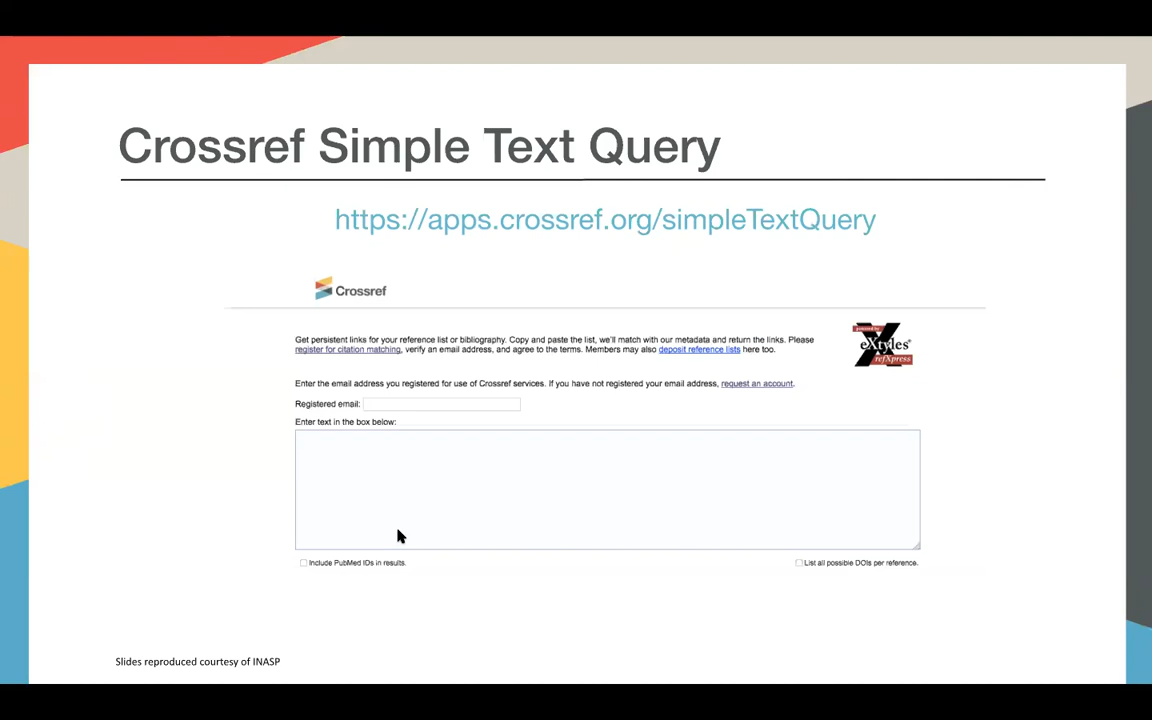 Crossref Simple Text Query
https://apps.crossref.org/simpleTextQuery
Crossref
Get persistent links for your reference list or bibliography. Copy and paste the list, we'll match with our metadata and return the links. Please
register for citation matching, verify an email address, and agree to the terms. Members may also deposit reference lists here too.
powered by
eXtyles®
refXpress
Enter the email address you registered for use of Crossref services. If you have not registered your email address, request an account.
Registered email:
Enter text in the box below:
Include PubMed IDs in results.
List all possible DOIs per reference.
Slides reproduced courtesy of INASP